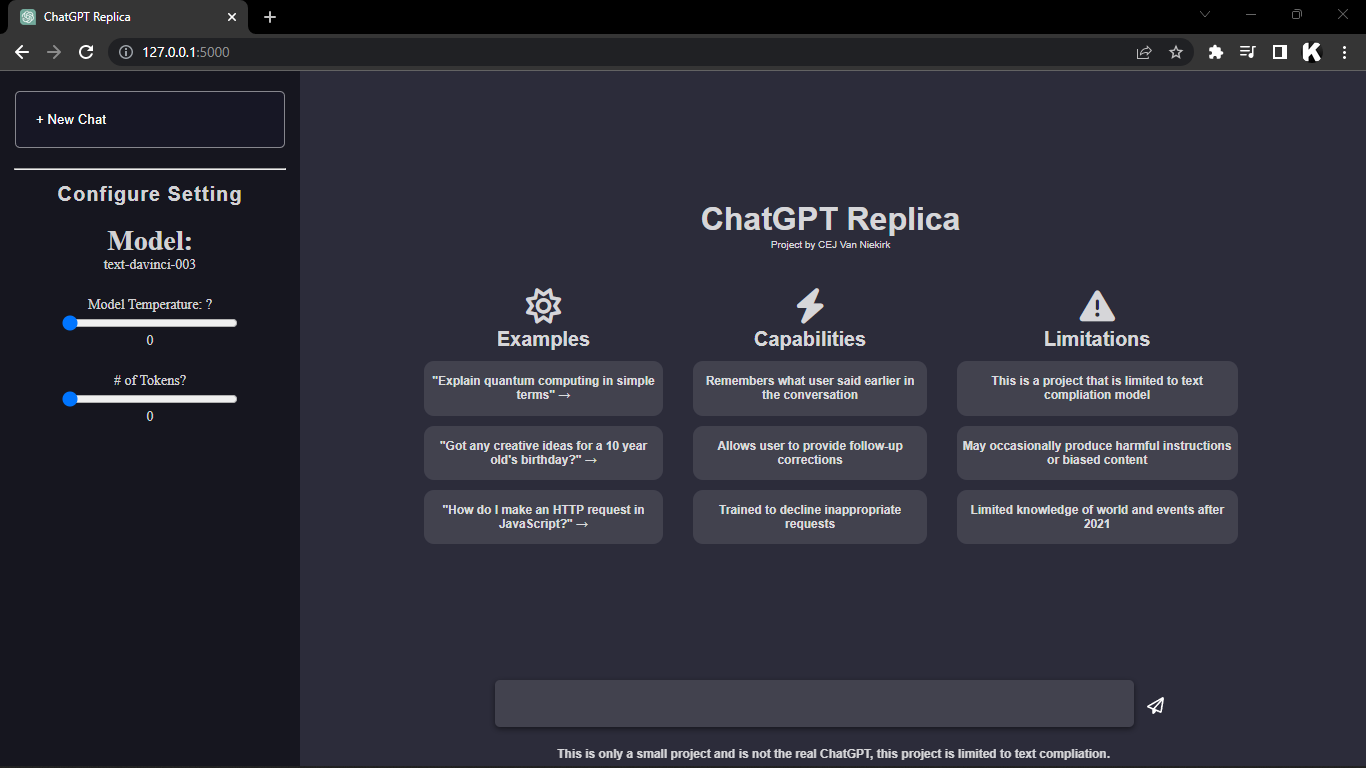 ChatGPT Replica
127.0.0.1:5000
+ New Chat
Configure Setting
Model:
text-davinci-003
Model Temperature: ?
0
# of Tokens?
0
ChatGPT Replica
Project by CEJ Van Niekirk
Examples
"Explain quantum computing in simple
terms" →
"Got any creative ideas for a 10 year
old's birthday?" →
"How do I make an HTTP request in
JavaScript?" →
Capabilities
Remembers what user said earlier in
the conversation
Allows user to provide follow-up
corrections
Trained to decline inappropriate
requests
Limitations
This is a project that is limited to text
compliation model
May occasionally produce harmful instructions
or biased content
Limited knowledge of world and events after
2021
This is only a small project and is not the real ChatGPT, this project is limited to text compliation.